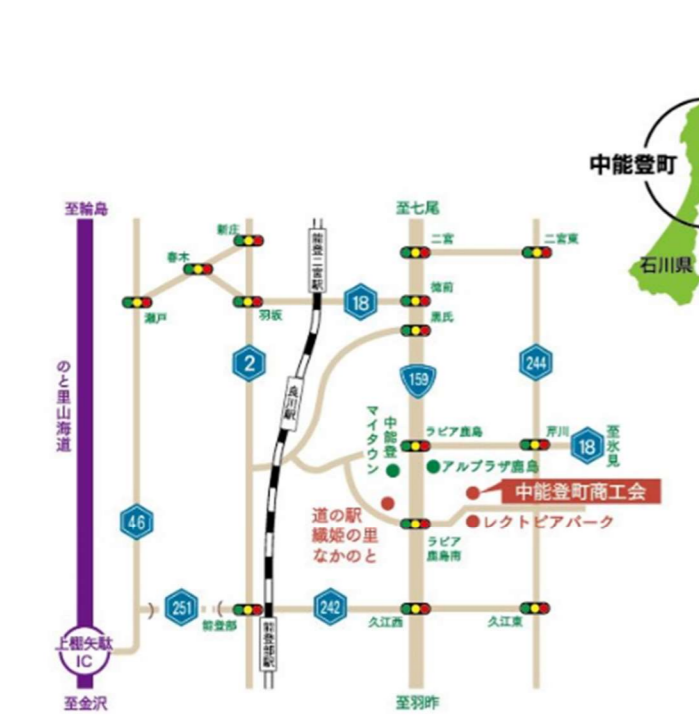 中能登町
石川県
至輪島
至七尾
新庄
二宮
二宮東
春木
能登二宮駅
瀬戸
羽坂
18
徳前
黒氏
2
159
244
のと里山海道
良川駅
中能登
マイタウン
ラピア鹿島
芹川
18
至氷見
アルプラザ鹿島
中能登町商工会
道の駅
織姫の里
なかのと
レクトピアパーク
46
ラピア
鹿島南
251
能登部
242
久江西
久江東
能登部駅
上棚矢駄
IC
至金沢
至羽咋